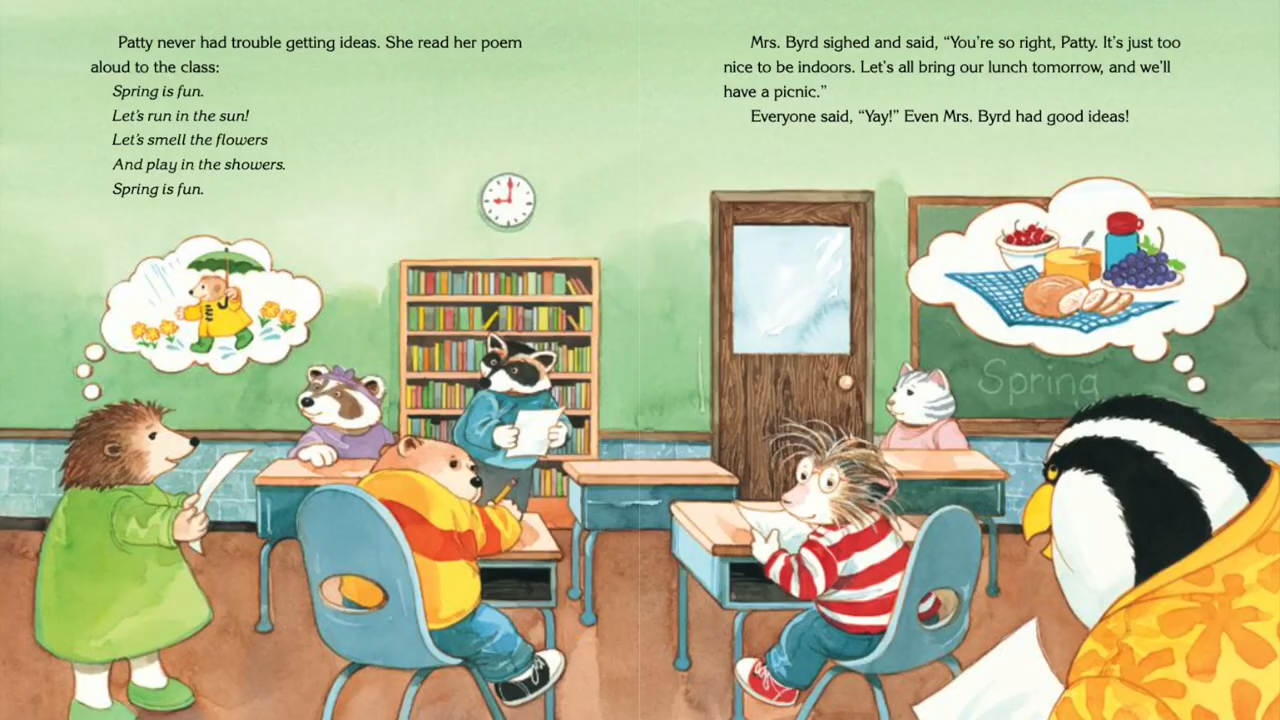 Patty never had trouble getting ideas. She read her poem
aloud to the class:
Spring is fun.
Let's run in the sun!
Let's smell the flowers
And play in the showers.
Spring is fun.
Mrs. Byrd sighed and said, “You're so right, Patty. It's just too
nice to be indoors. Let's all bring our lunch tomorrow, and we'll
have a picnic.”
Everyone said, “Yay!” Even Mrs. Byrd had good ideas!
Spring